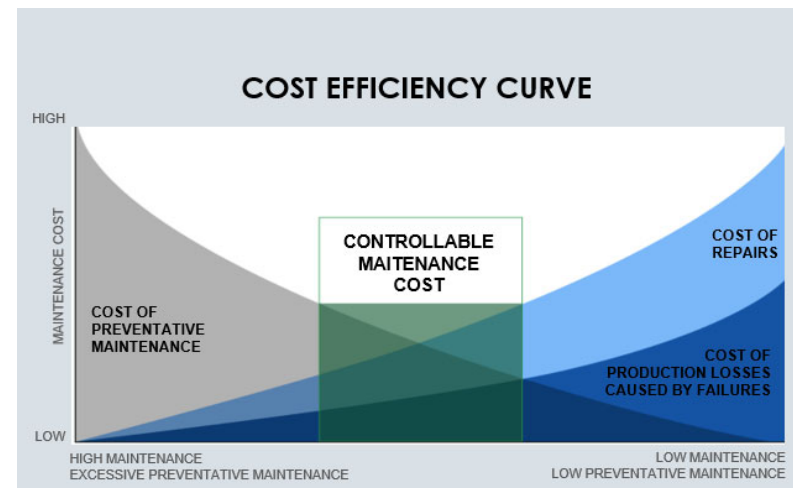 COST EFFICIENCY CURVE
HIGH
MAINTENANCE COST
CONTROLLABLE
MAITENANCE
COST
COST OF
REPAIRS
COST OF
PREVENTATIVE
MAINTENANCE
COST OF
PRODUCTION LOSSES
CAUSED BY FAILURES
LOW
HIGH MAINTENANCE
EXCESSIVE PREVENTATIVE MAINTENANCE
LOW MAINTENANCE
LOW PREVENTATIVE MAINTENANCE